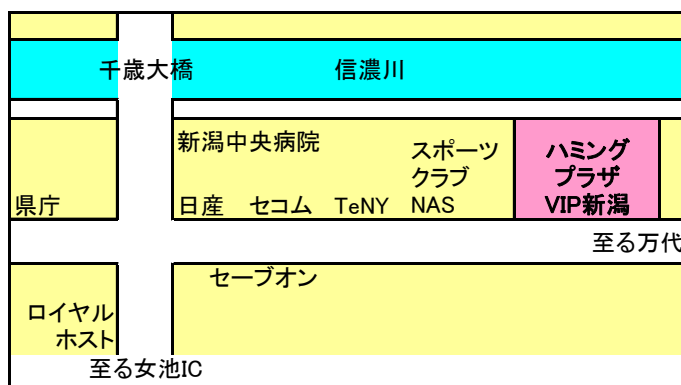 千歳大橋
信濃川
新潟中央病院
スポーツ
クラブ
NAS
ハミング
プラザ
VIP新潟
県庁
日産
セコム
TeNY
至る万代
セーブオン
ロイヤル
ホスト
至る女池IC